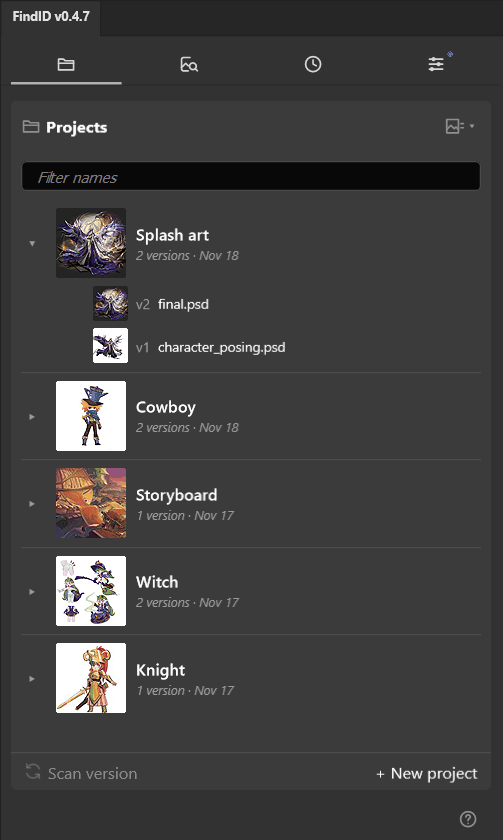 FindID v0.4.7
Projects
Filter names
Splash art
2 versions · Nov 18
v2 final.psd
v1 character_posing.psd
Cowboy
2 versions · Nov 18
Storyboard
1 version · Nov 17
Witch
2 versions · Nov 17
Knight
1 version · Nov 17
Scan version
+ New project